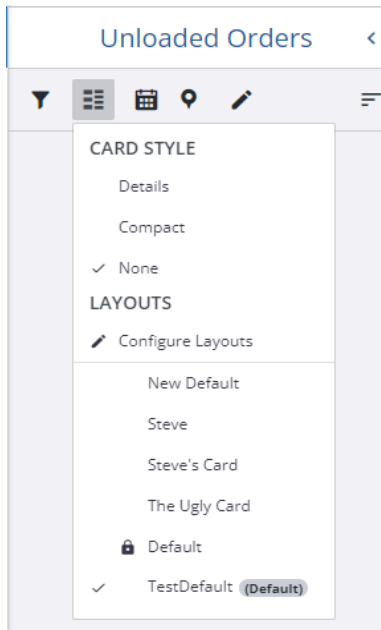 Unloaded Orders
CARD STYLE
Details
Compact
None
LAYOUTS
Configure Layouts
New Default
Steve
Steve's Card
The Ugly Card
Default
TestDefault (Default)